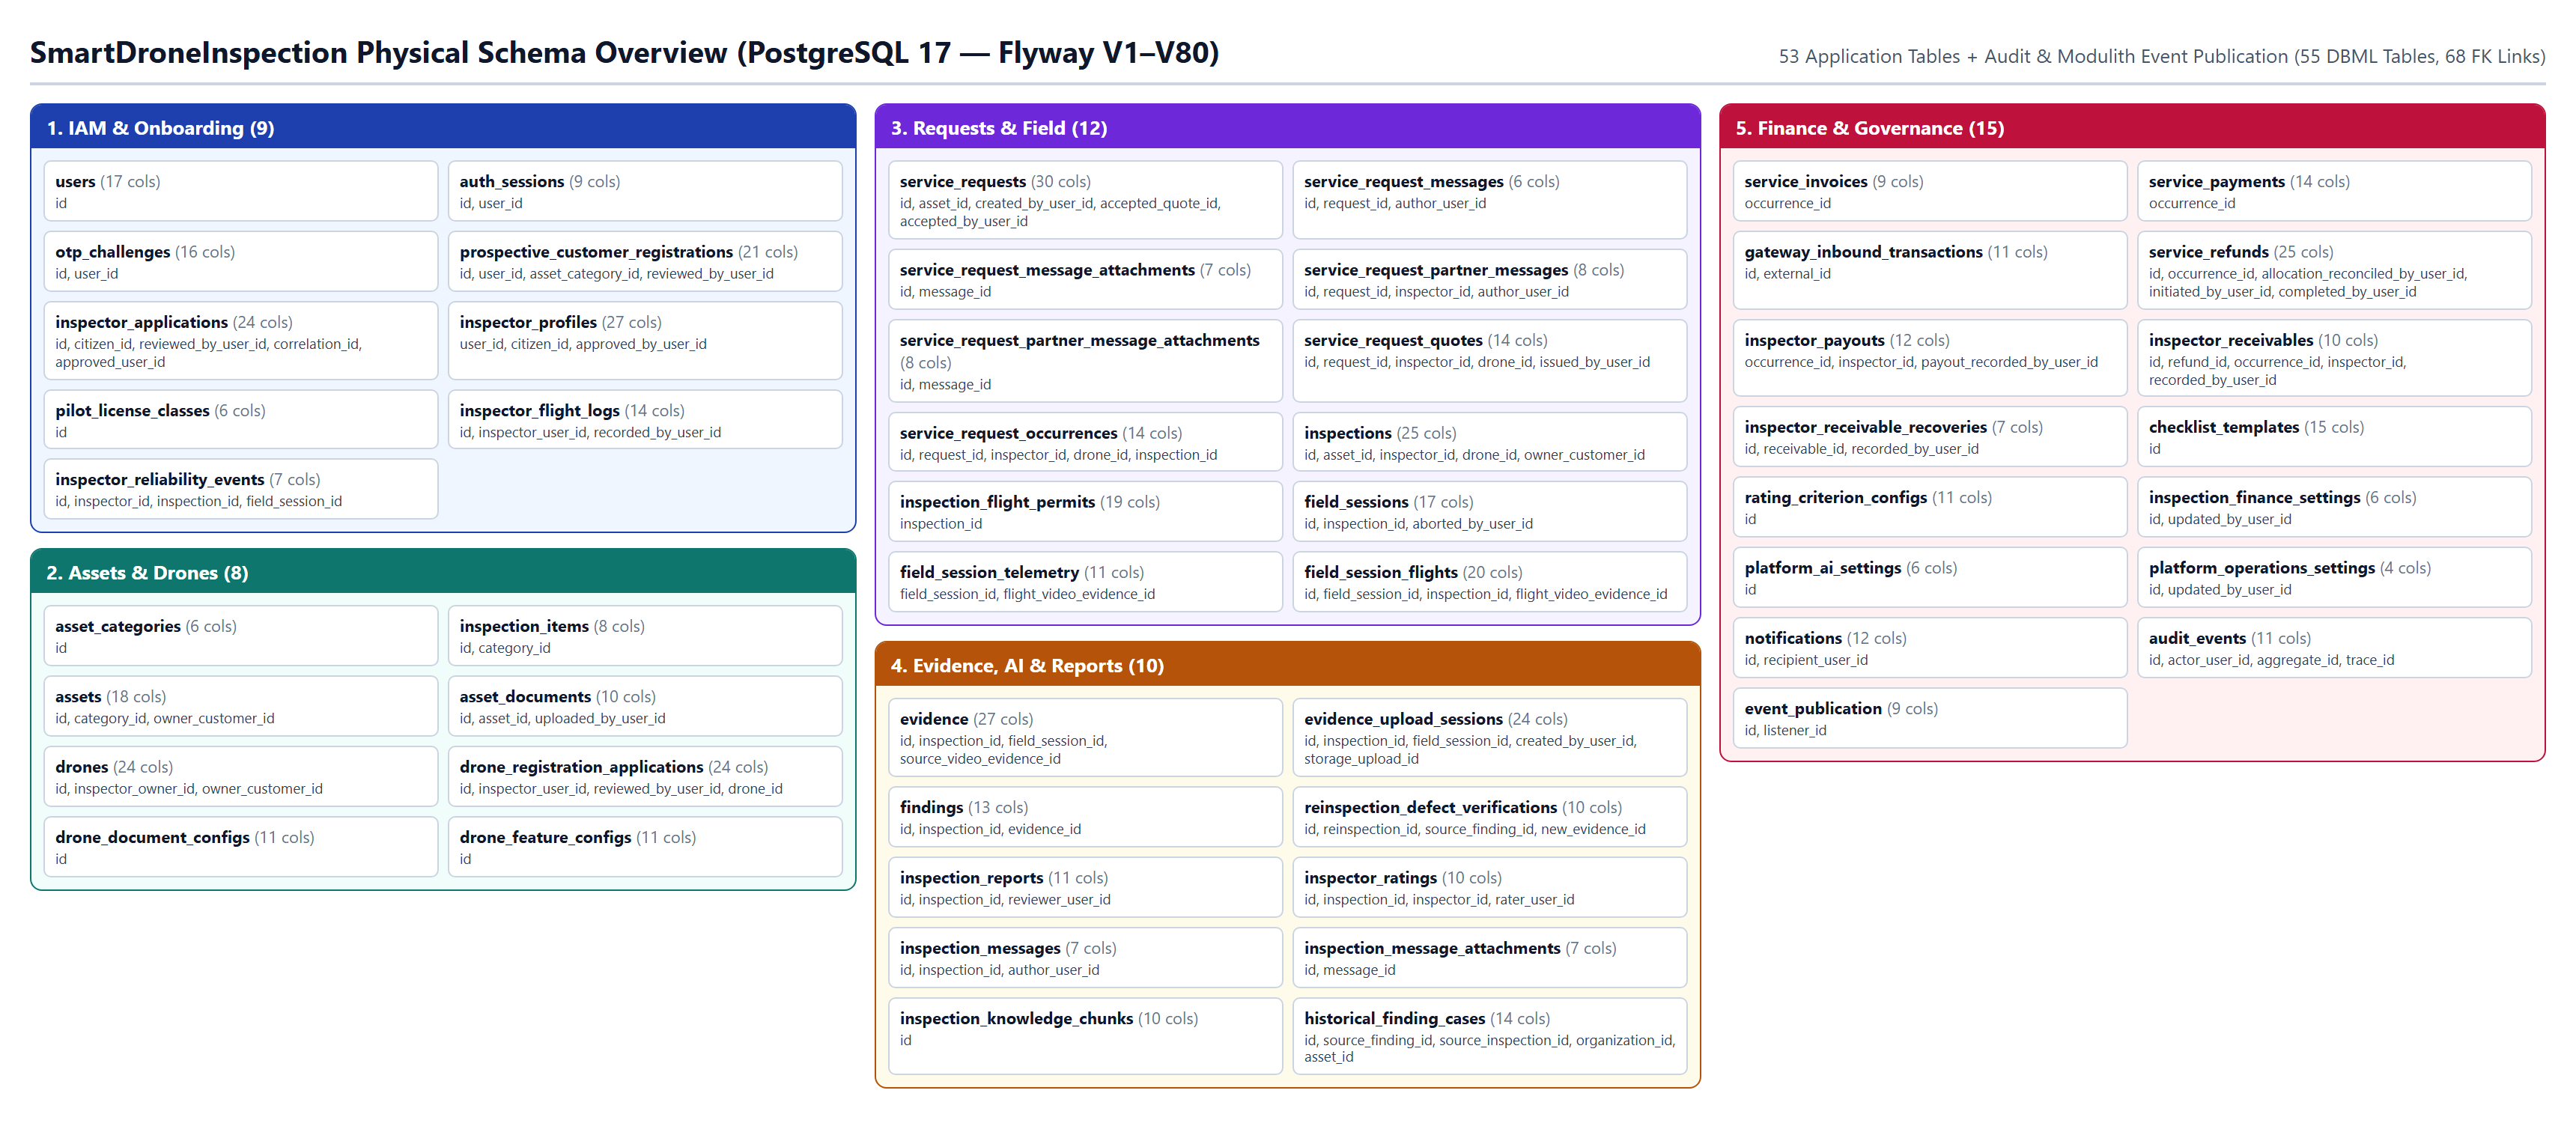 SmartDroneInspection Physical Schema Overview (PostgreSQL 17 — Flyway V1–V80)
53 Application Tables + Audit & Modulith Event Publication (55 DBML Tables, 68 FK Links)
1. IAM & Onboarding (9)
users (17 cols)
id
auth_sessions (9 cols)
id, user_id
otp_challenges (16 cols)
id, user_id
prospective_customer_registrations (21 cols)
id, user_id, asset_category_id, reviewed_by_user_id
inspector_applications (24 cols)
id, citizen_id, reviewed_by_user_id, correlation_id,
approved_user_id
inspector_profiles (27 cols)
user_id, citizen_id, approved_by_user_id
pilot_license_classes (6 cols)
id
inspector_flight_logs (14 cols)
id, inspector_user_id, recorded_by_user_id
inspector_reliability_events (7 cols)
id, inspector_id, inspection_id, field_session_id
2. Assets & Drones (8)
asset_categories (6 cols)
id
inspection_items (8 cols)
id, category_id
assets (18 cols)
id, category_id, owner_customer_id
asset_documents (10 cols)
id, asset_id, uploaded_by_user_id
drones (24 cols)
id, inspector_owner_id, owner_customer_id
drone_registration_applications (24 cols)
id, inspector_user_id, reviewed_by_user_id, drone_id
drone_document_configs (11 cols)
id
drone_feature_configs (11 cols)
id
3. Requests & Field (12)
service_requests (30 cols)
id, asset_id, created_by_user_id, accepted_quote_id,
accepted_by_user_id
service_request_messages (6 cols)
id, request_id, author_user_id
service_request_message_attachments (7 cols)
id, message_id
service_request_partner_messages (8 cols)
id, request_id, inspector_id, author_user_id
service_request_partner_message_attachments
(8 cols)
id, message_id
service_request_quotes (14 cols)
id, request_id, inspector_id, drone_id, issued_by_user_id
service_request_occurrences (14 cols)
id, request_id, inspector_id, drone_id, inspection_id
inspections (25 cols)
id, asset_id, inspector_id, drone_id, owner_customer_id
inspection_flight_permits (19 cols)
inspection_id
field_sessions (17 cols)
id, inspection_id, aborted_by_user_id
field_session_telemetry (11 cols)
field_session_id, flight_video_evidence_id
field_session_flights (20 cols)
id, field_session_id, inspection_id, flight_video_evidence_id
4. Evidence, AI & Reports (10)
evidence (27 cols)
id, inspection_id, field_session_id,
source_video_evidence_id
evidence_upload_sessions (24 cols)
id, inspection_id, field_session_id, created_by_user_id,
storage_upload_id
findings (13 cols)
id, inspection_id, evidence_id
reinspection_defect_verifications (10 cols)
id, reinspection_id, source_finding_id, new_evidence_id
inspection_reports (11 cols)
id, inspection_id, reviewer_user_id
inspector_ratings (10 cols)
id, inspection_id, inspector_id, rater_user_id
inspection_messages (7 cols)
id, inspection_id, author_user_id
inspection_message_attachments (7 cols)
id, message_id
inspection_knowledge_chunks (10 cols)
id
historical_finding_cases (14 cols)
id, source_finding_id, source_inspection_id, organization_id,
asset_id
5. Finance & Governance (15)
service_invoices (9 cols)
occurrence_id
service_payments (14 cols)
occurrence_id
gateway_inbound_transactions (11 cols)
id, external_id
service_refunds (25 cols)
id, occurrence_id, allocation_reconciled_by_user_id,
initiated_by_user_id, completed_by_user_id
inspector_payouts (12 cols)
occurrence_id, inspector_id, payout_recorded_by_user_id
inspector_receivables (10 cols)
id, refund_id, occurrence_id, inspector_id,
recorded_by_user_id
inspector_receivable_recoveries (7 cols)
id, receivable_id, recorded_by_user_id
checklist_templates (15 cols)
id
rating_criterion_configs (11 cols)
id
inspection_finance_settings (6 cols)
id, updated_by_user_id
platform_ai_settings (6 cols)
id
platform_operations_settings (4 cols)
id, updated_by_user_id
notifications (12 cols)
id, recipient_user_id
audit_events (11 cols)
id, actor_user_id, aggregate_id, trace_id
event_publication (9 cols)
id, listener_id